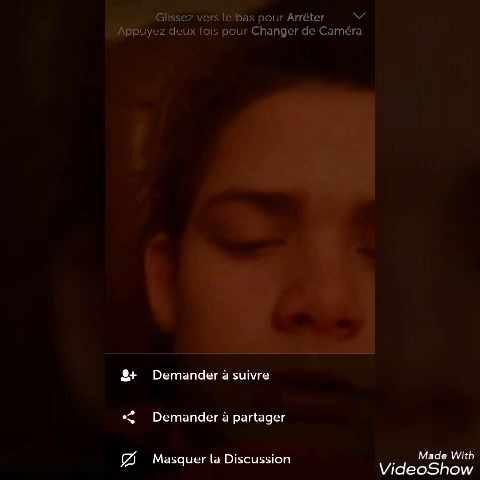 Glissez vers le bas pour Arrêter
Appuyez deux fois pour Changer de Caméra
Demander à suivre
Demander à partager
Masquer la Discussion
Made With
VideoShow